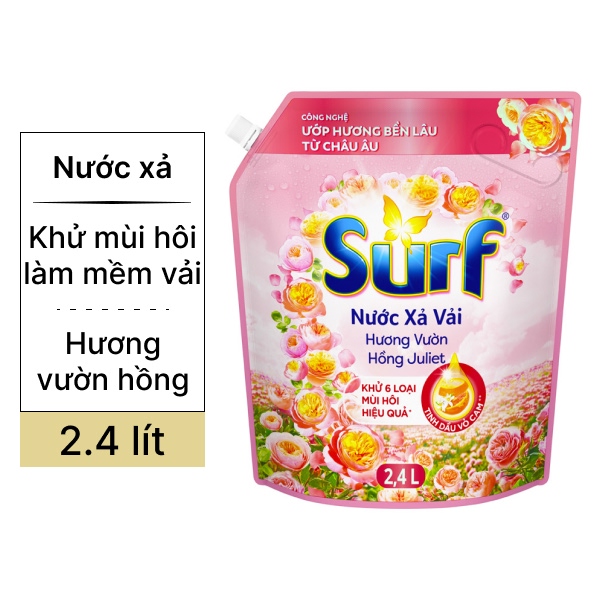 Nước xả
Khử mùi hôi
làm mềm vải
Hương
vườn hồng
2.4 lít
CÔNG NGHỆ
ƯỚP HƯƠNG BỀN LÂU
TỪ CHÂU ÂU
Surf®
Nước Xả Vải
Hương Vườn
Hồng Juliet
KHỬ 6 LOẠI
MÙI HÔI
HIỆU QUẢ*
TINH DẦU VỎ CAM**
2,4 L